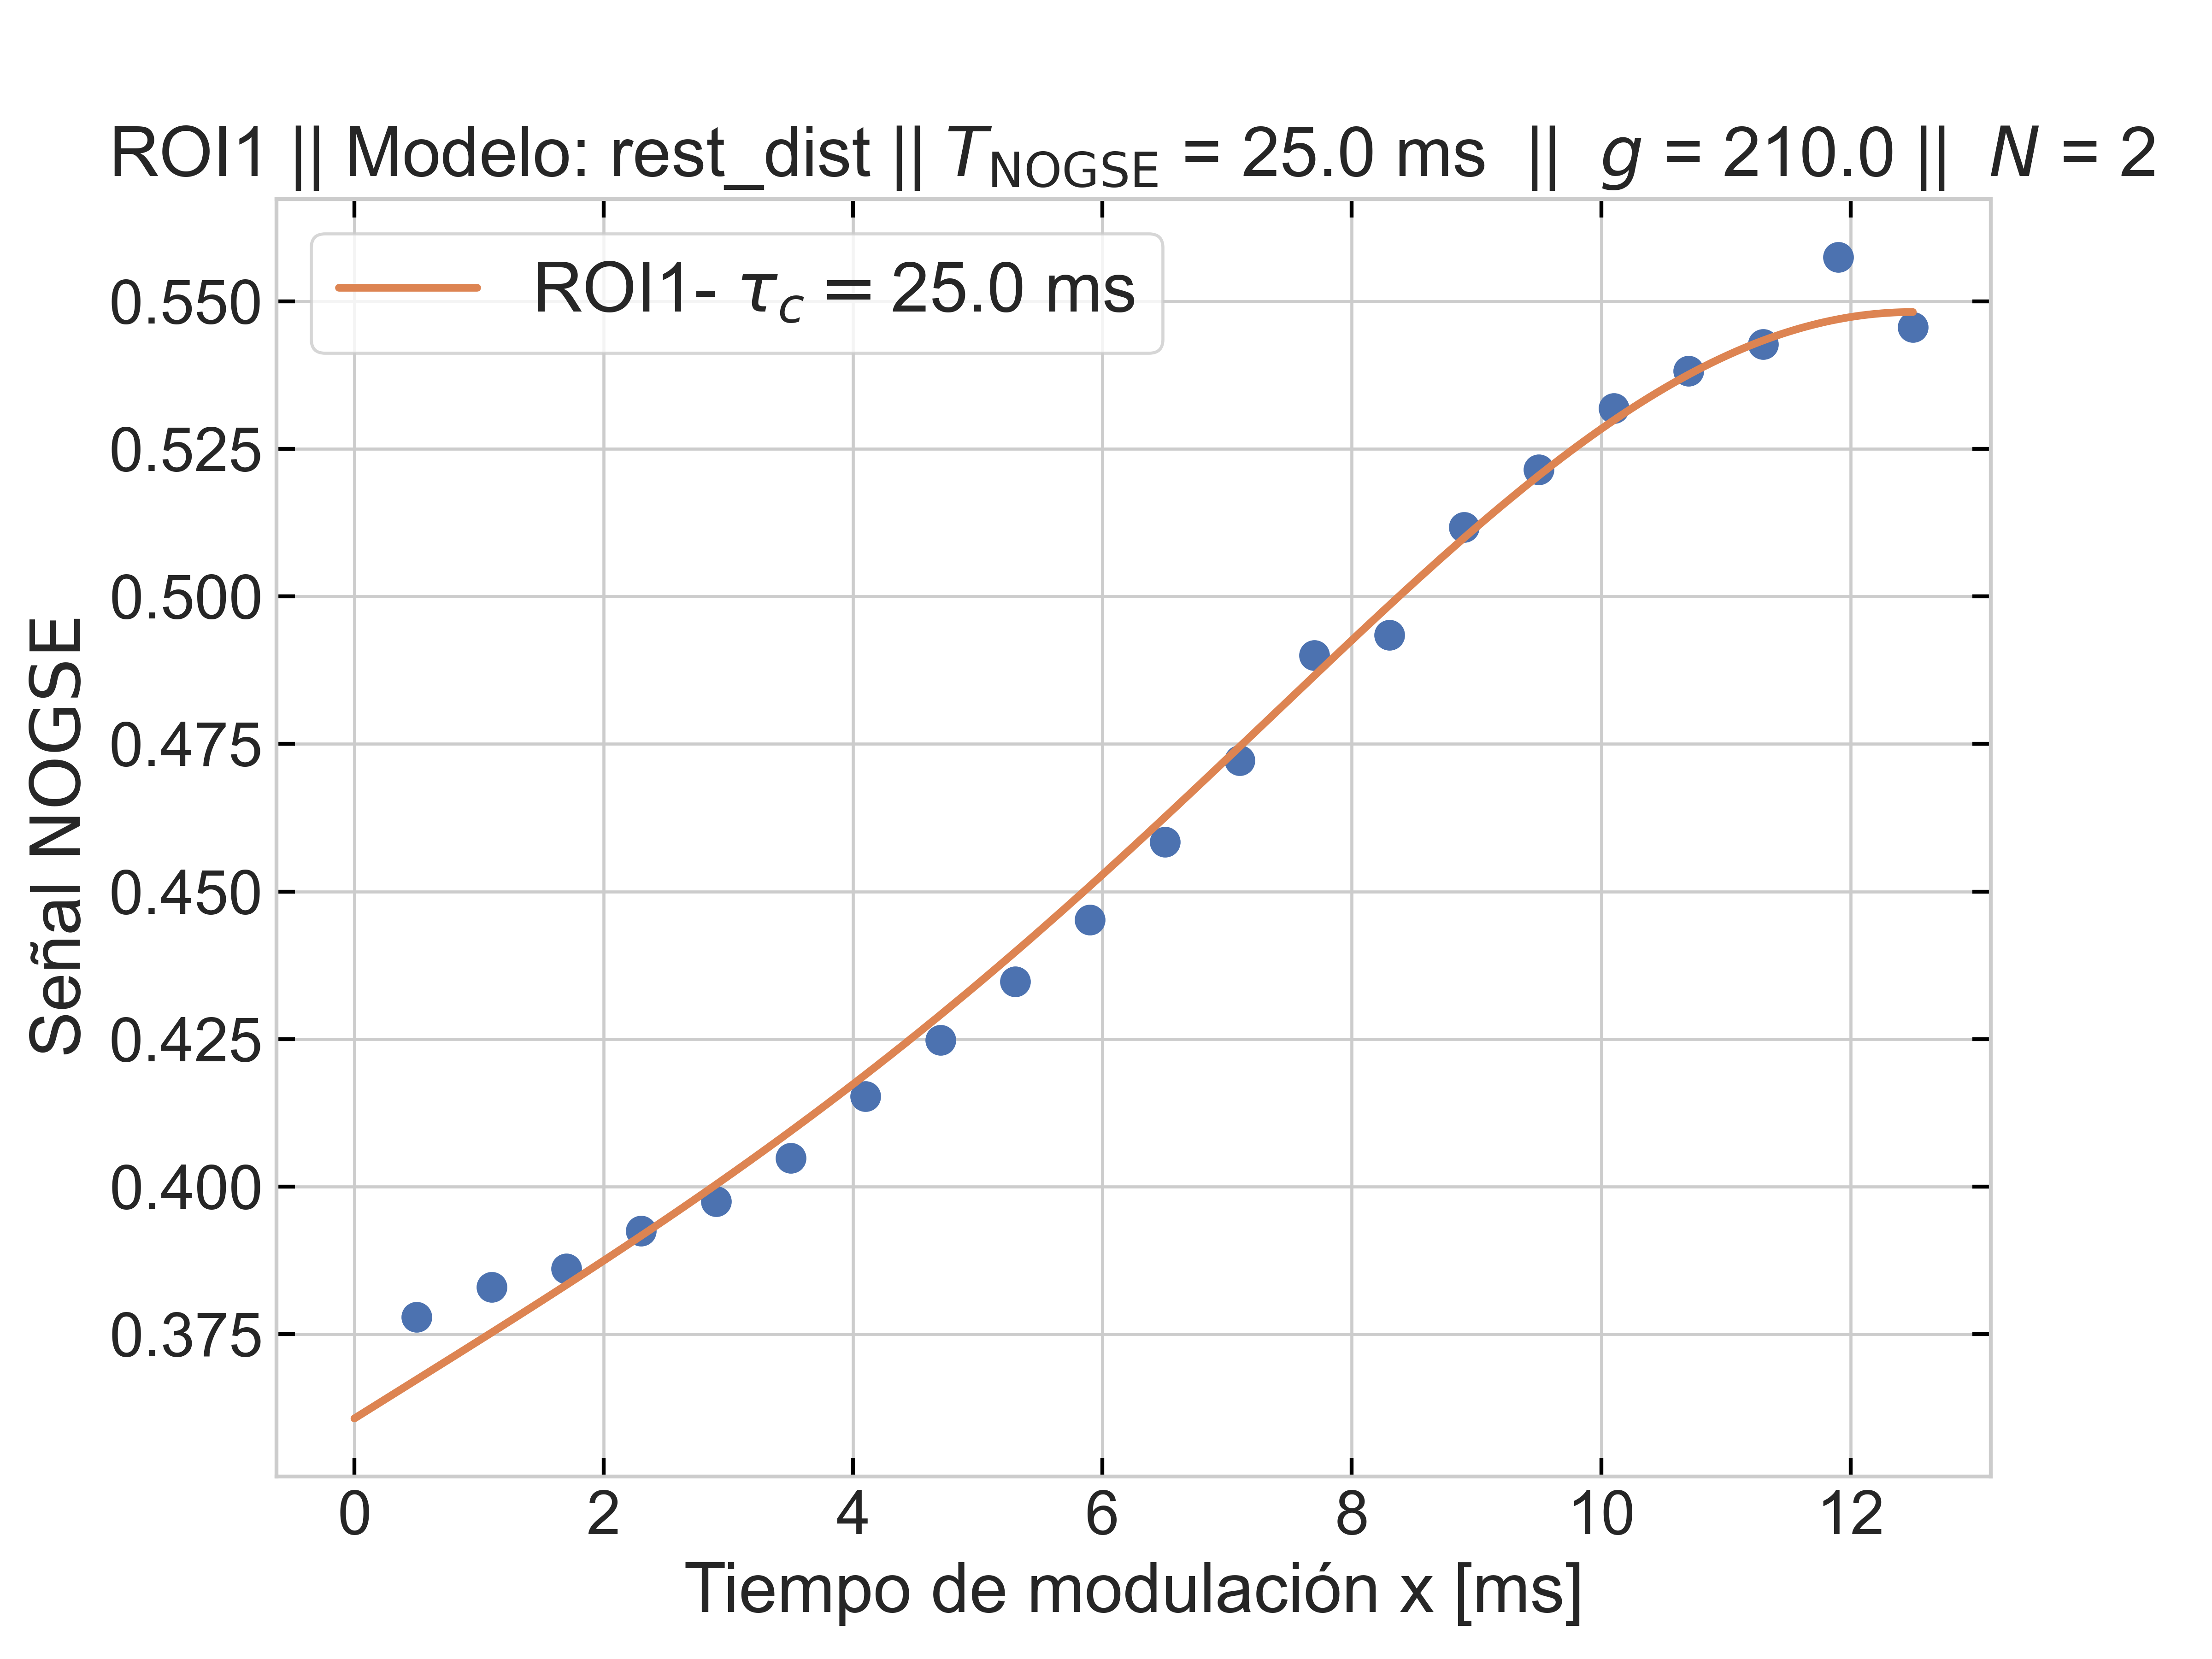 ROI1 || Modelo: rest_dist || T_NOGSE = 25.0 ms || g = 210.0 || N = 2
ROI1- τ_c = 25.0 ms
Señal NOGSE
0.550
0.525
0.500
0.475
0.450
0.425
0.400
0.375
0 2 4 6 8 10 12
Tiempo de modulación x [ms]